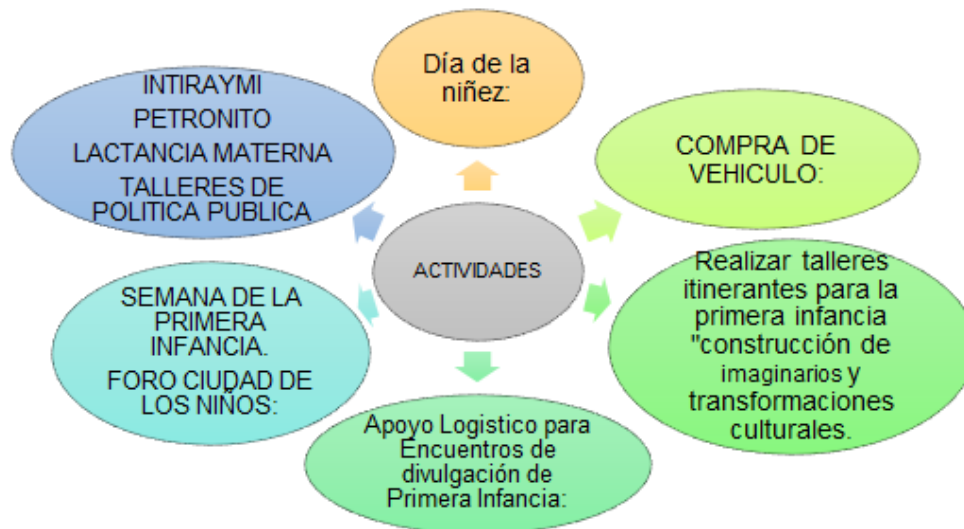 Día de la
niñez:
INTIRAYMI
PETRONITO
LACTANCIA MATERNA
TALLERES DE
POLITICA PUBLICA
COMPRA DE
VEHICULO:
ACTIVIDADES
Realizar talleres
itinerantes para la
primera infancia
"construcción de
imaginarios y
transformaciones
culturales.
SEMANA DE LA
PRIMERA
INFANCIA.
FORO CIUDAD DE
LOS NIÑOS:
Apoyo Logistico para
Encuentros de
divulgación de
Primera Infancia: